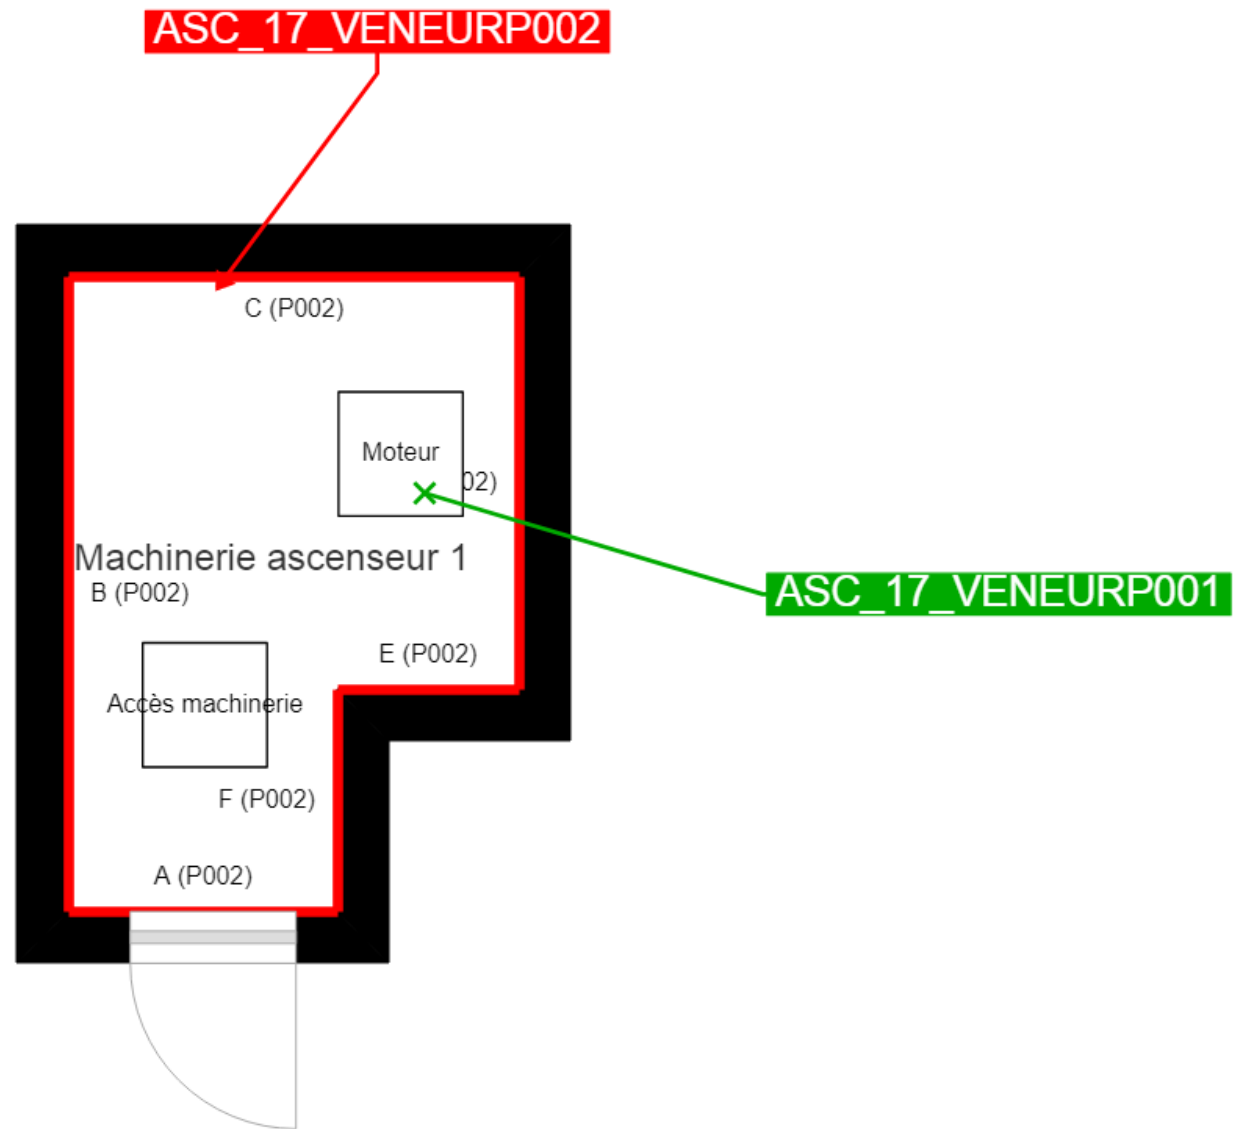 ASC_17_VENEURP002
C (P002)
Moteur
02)
Machinerie ascenseur 1
B (P002)
ASC_17_VENEURP001
E (P002)
Accès machinerie
F (P002)
A (P002)